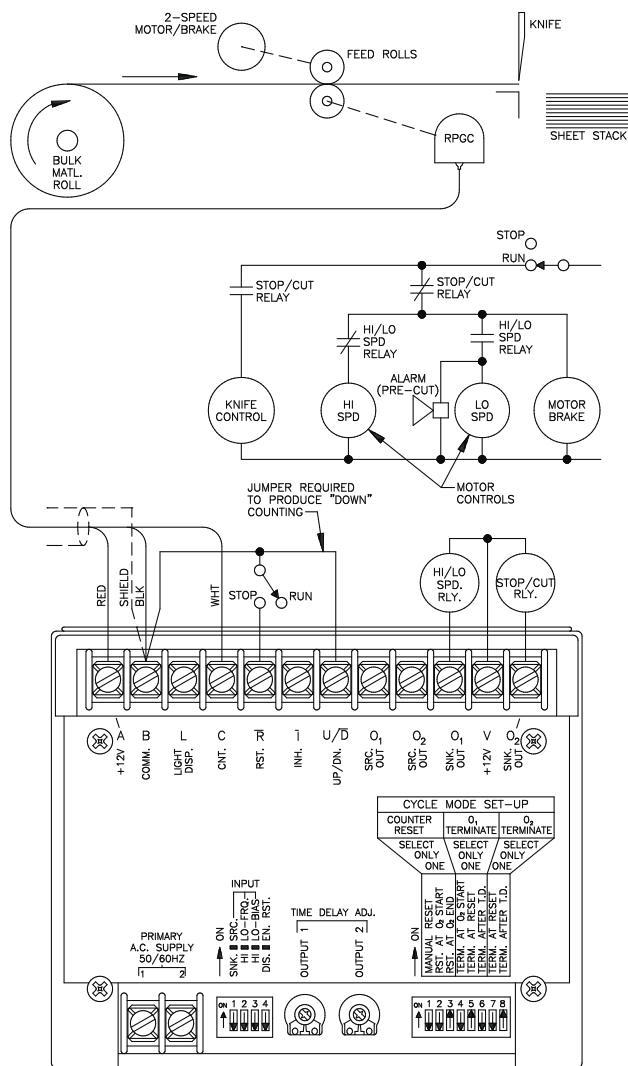 2-SPEED
MOTOR/BRAKE
FEED ROLLS
KNIFE
BULK
MATL.
ROLL
RPGC
SHEET STACK
STOP
RUN
STOP/CUT
RELAY
STOP/CUT
RELAY
HI/LO
SPD
RELAY
HI/LO
SPD
RELAY
ALARM
(PRE-CUT)
KNIFE
CONTROL
HI
SPD
LO
SPD
MOTOR
BRAKE
MOTOR
CONTROLS
JUMPER REQUIRED
TO PRODUCE "DOWN"
COUNTING
RED
SHIELD
BLK
WHT
STOP
RUN
HI/LO
SPD.
RLY.
STOP/CUT
RLY.
A B L C R̅ I̅ U/D̅ O₁ O₂ O₁ V O₂
+12V
COMM.
LIGHT
DISP.
CNT.
RST.
INH.
UP/DN.
SRC.
OUT
SRC.
OUT
SNK.
OUT
+12V
SNK.
OUT
CYCLE MODE SET-UP
COUNTER
RESET
O₁
TERMINATE
O₂
TERMINATE
SELECT
ONLY
ONE
SELECT
ONLY
ONE
SELECT
ONLY
ONE
MANUAL RESET
RST. AT O₂ START
RST. AT O₂ END
TERM. AT O₂ START
TERM. AT RESET
TERM. AFTER T.D.
TERM. AT RESET
TERM. AFTER T.D.
ON
INPUT
SNK. SRC.
HI LO-FRQ.
HI LO-BIAS
DIS. EN. RST.
ON
TIME DELAY ADJ.
OUTPUT 1
OUTPUT 2
PRIMARY
A.C. SUPPLY
50/60HZ
1 2
ON 1 2 3 4
ON 1 2 3 4 5 6 7 8